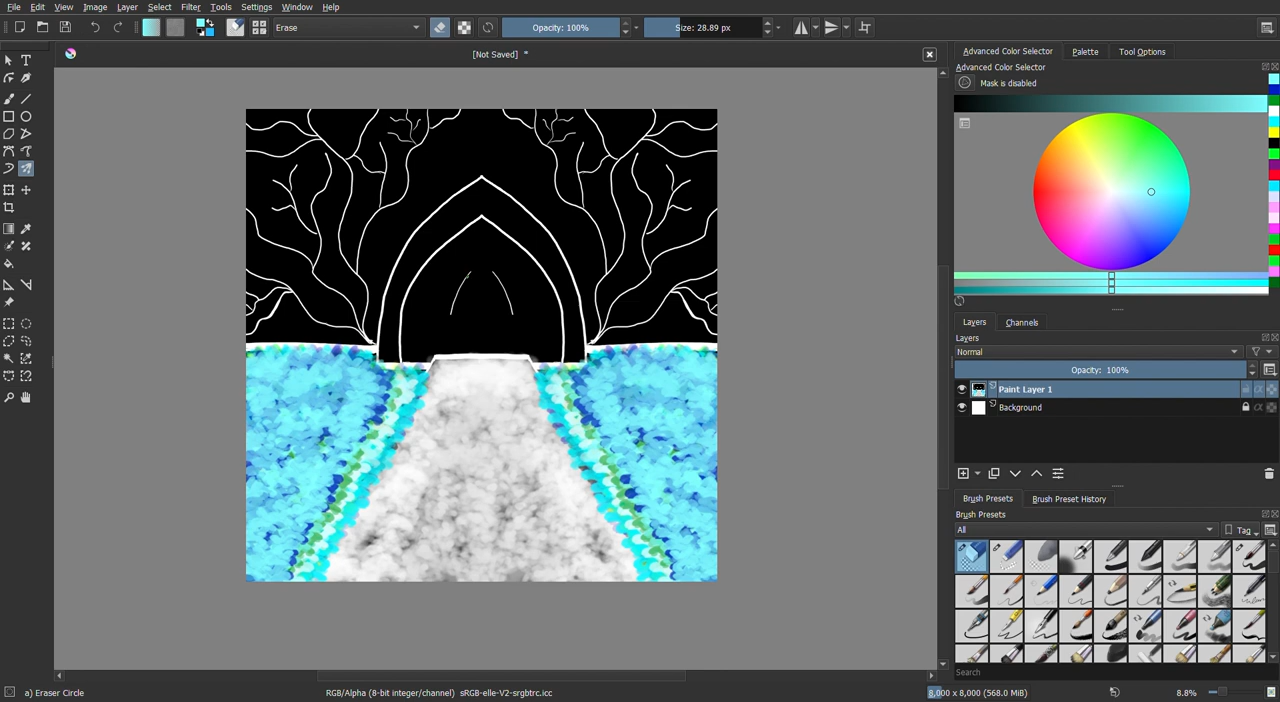 File Edit View Image Layer Select Filter Tools Settings Window Help
Erase Opacity: 100% Size: 28.89 px
[Not Saved] *
Advanced Color Selector Palette Tool Options
Advanced Color Selector
Mask is disabled
Layers Channels
Layers
Normal
Opacity: 100%
Paint Layer 1
Background
Brush Presets Brush Preset History
Brush Presets
All Tag
Search
a) Eraser Circle RGB/Alpha (8-bit integer/channel) sRGB-elle-V2-srgbtrc.icc 8,000 x 8,000 (568.0 MiB) 8.8%